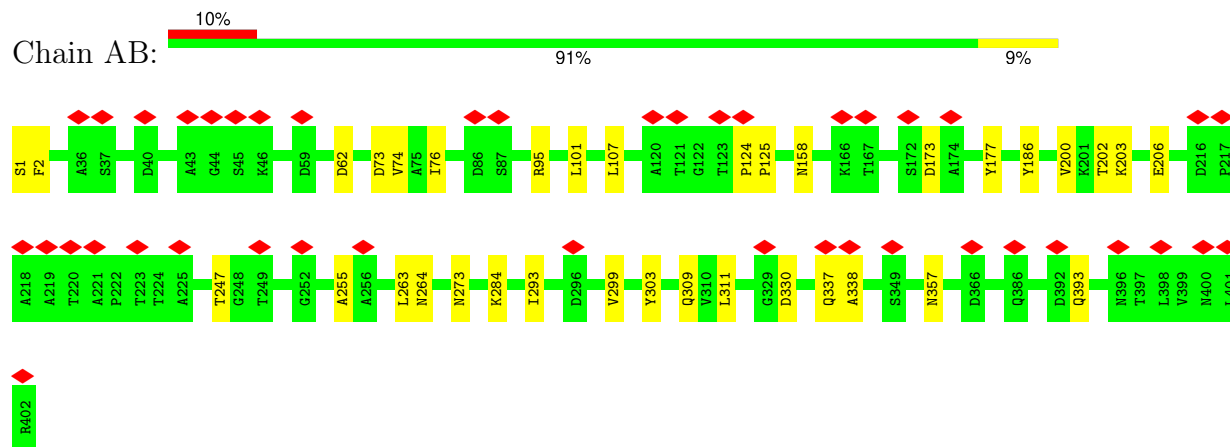 10%
Chain AB:
91% 9%
S1 F2 A36 S37 D40 A43 G44 S45 K46 D59 D62 D73 V74 A75 I76 D86 S87 R95 L101 L107 A120 T121 G122 T123 P124 P125 N158 K166 T167 S172 D173 A174 Y177 Y186 V200 K201 T202 K203 E206 D216 P217
A218 A219 T220 A221 P222 T223 T224 A225 T247 G248 T249 G252 A255 A256 L263 N264 N273 K284 I293 D296 V299 Y303 Q309 V310 L311 G329 D330 Q337 A338 S349 N357 D366 Q386 D392 Q393 N396 T397 L398 V399 N400
R402